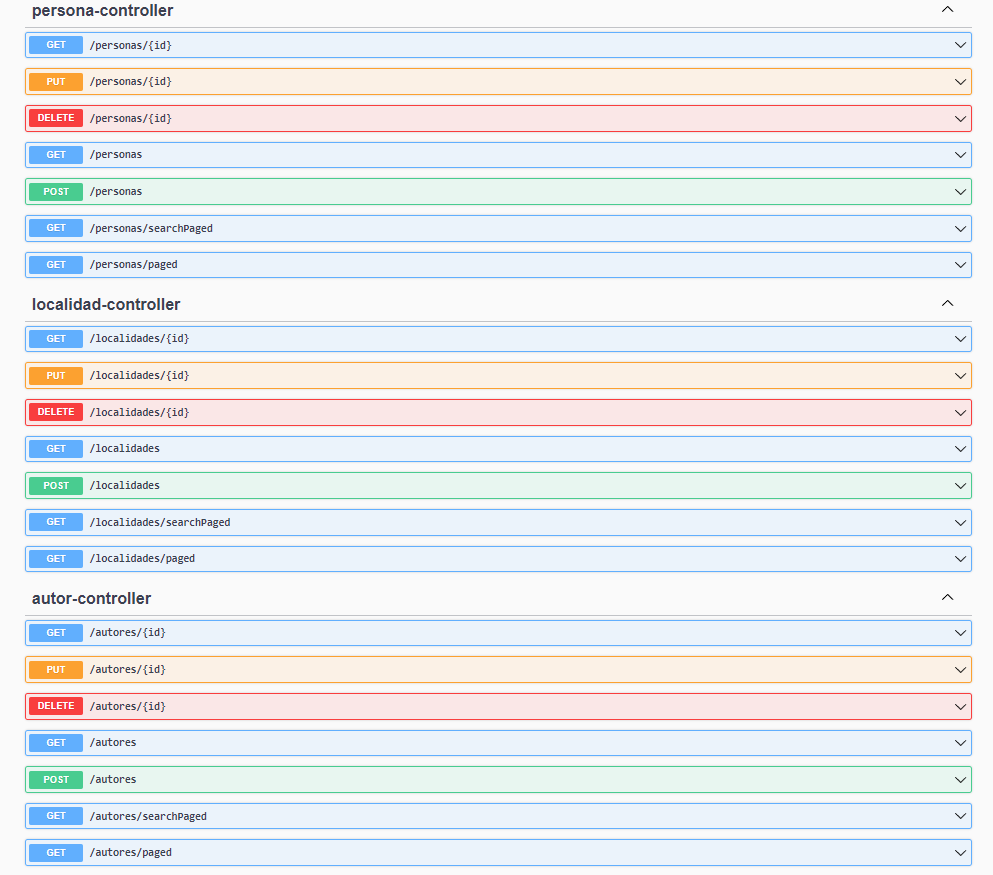 persona-controller
GET /personas/{id}
PUT /personas/{id}
DELETE /personas/{id}
GET /personas
POST /personas
GET /personas/searchPaged
GET /personas/paged
localidad-controller
GET /localidades/{id}
PUT /localidades/{id}
DELETE /localidades/{id}
GET /localidades
POST /localidades
GET /localidades/searchPaged
GET /localidades/paged
autor-controller
GET /autores/{id}
PUT /autores/{id}
DELETE /autores/{id}
GET /autores
POST /autores
GET /autores/searchPaged
GET /autores/paged